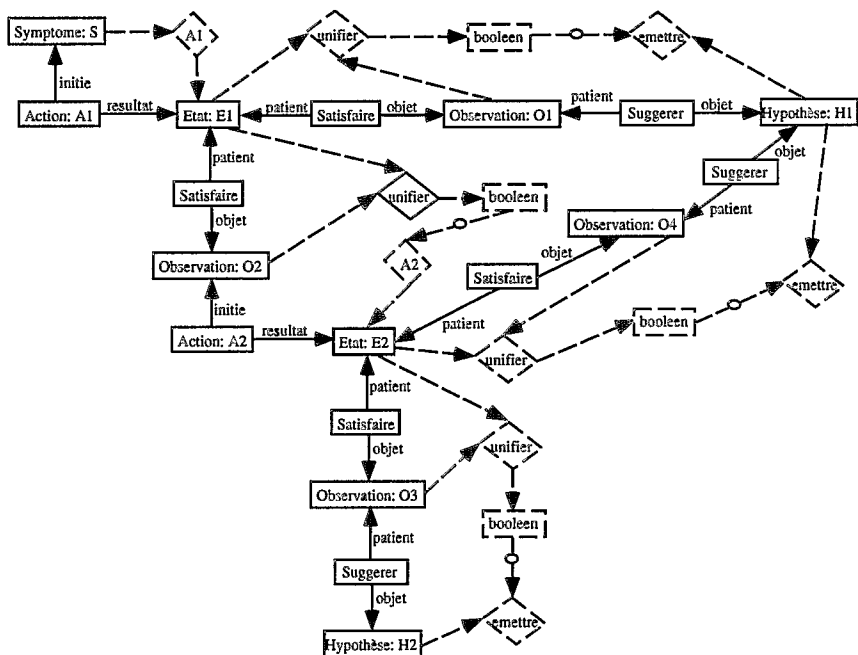 Symptome: S
A1
unifier
booleen
emettre
initie
Action: A1
resultat
Etat: E1
patient
Satisfaire
objet
Observation: O1
patient
Suggerer
objet
Hypothèse: H1
patient
objet
Suggerer
patient
Satisfaire
unifier
booleen
objet
Observation: O4
Observation: O2
A2
objet
Satisfaire
emettre
initie
patient
booleen
Action: A2
resultat
Etat: E2
unifier
patient
Satisfaire
objet
unifier
Observation: O3
patient
booleen
Suggerer
objet
emettre
Hypothèse: H2